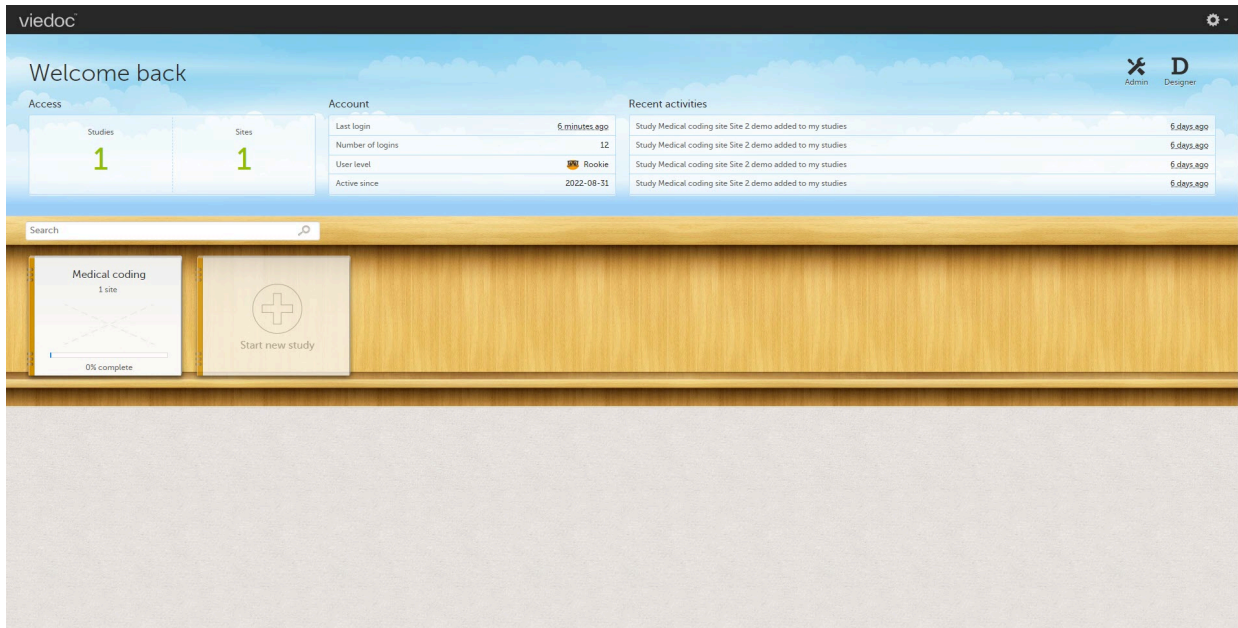 viedoc
Welcome back
Admin
Designer
Access
Studies
1
Sites
1
Account
Last login 6 minutes ago
Number of logins 12
User level Rookie
Active since 2022-08-31
Recent activities
Study Medical coding site Site 2 demo added to my studies 6 days ago
Study Medical coding site Site 2 demo added to my studies 6 days ago
Study Medical coding site Site 2 demo added to my studies 6 days ago
Study Medical coding site Site 2 demo added to my studies 6 days ago
Search
Medical coding
1 site
0% complete
Start new study